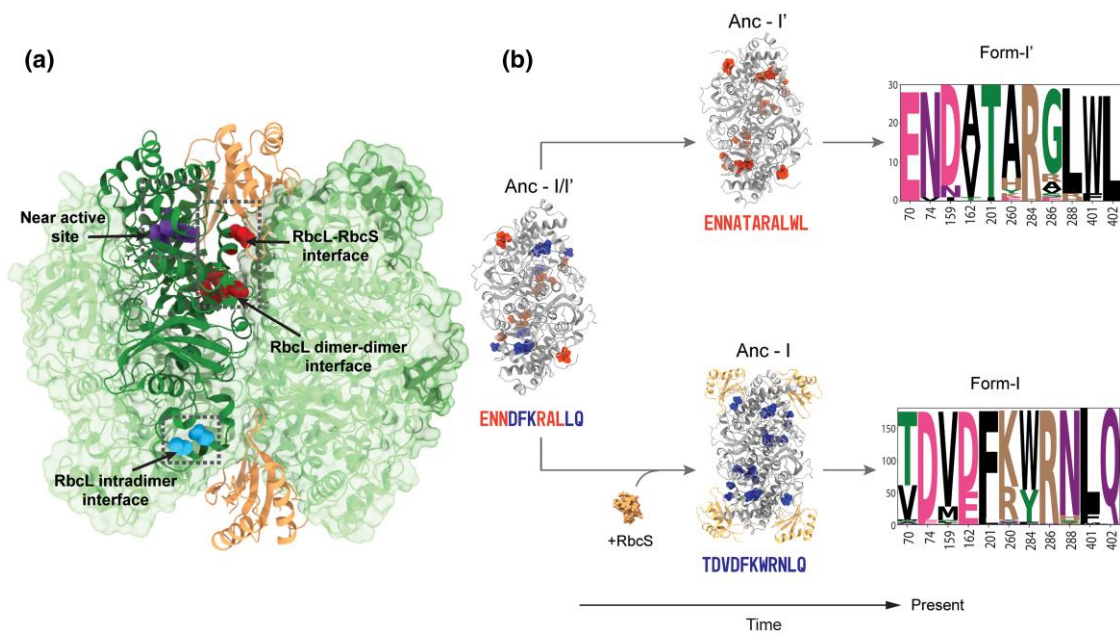 (a)
Near active
site
RbcL-RbcS
interface
RbcL dimer-dimer
interface
RbcL intradimer
interface
(b)
Anc - I/I'
ENNDFKRALLQ
Anc - I'
ENNATARALWL
Form-I'
30
20
10
0
ENDATARGLWL
70 74 159 162 201 260 284 286 288 401 402
+RbcS
Anc - I
TDVDFKWRNLQ
Form-I
150
100
50
0
TDVDFKWRNLQ
V M E R Y
70 74 159 162 201 260 284 286 288 401 402
Present
Time